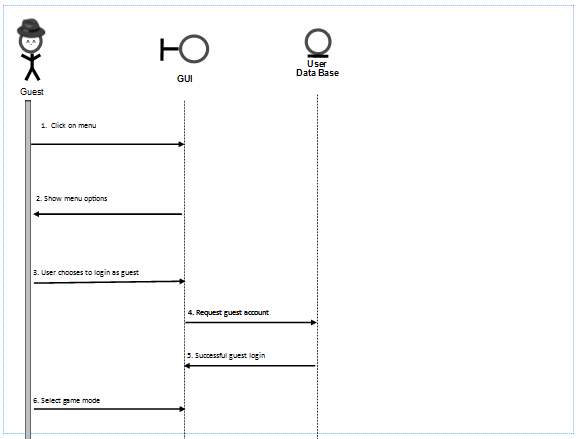 User
Data Base
GUI
Guest
1. Click on menu
2. Show menu options
3. User chooses to login as guest
4. Request guest account
5. Successful guest login
6. Select game mode